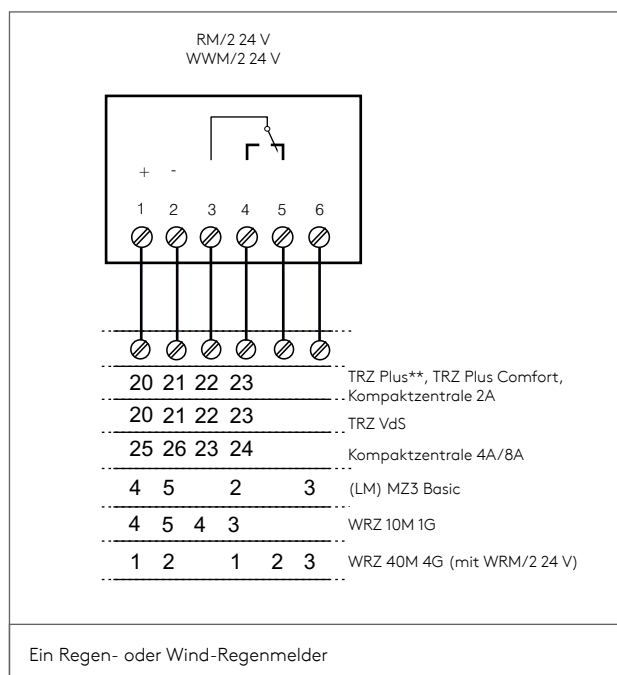 RM/2 24 V
WWM/2 24 V
+ -
1 2 3 4 5 6
20 21 22 23 TRZ Plus**, TRZ Plus Comfort,
Kompaktzentrale 2A
20 21 22 23 TRZ VdS
25 26 23 24 Kompaktzentrale 4A/8A
4 5 2 3 (LM) MZ3 Basic
4 5 4 3 WRZ 10M 1G
1 2 1 2 3 WRZ 40M 4G (mit WRM/2 24 V)
Ein Regen- oder Wind-Regenmelder